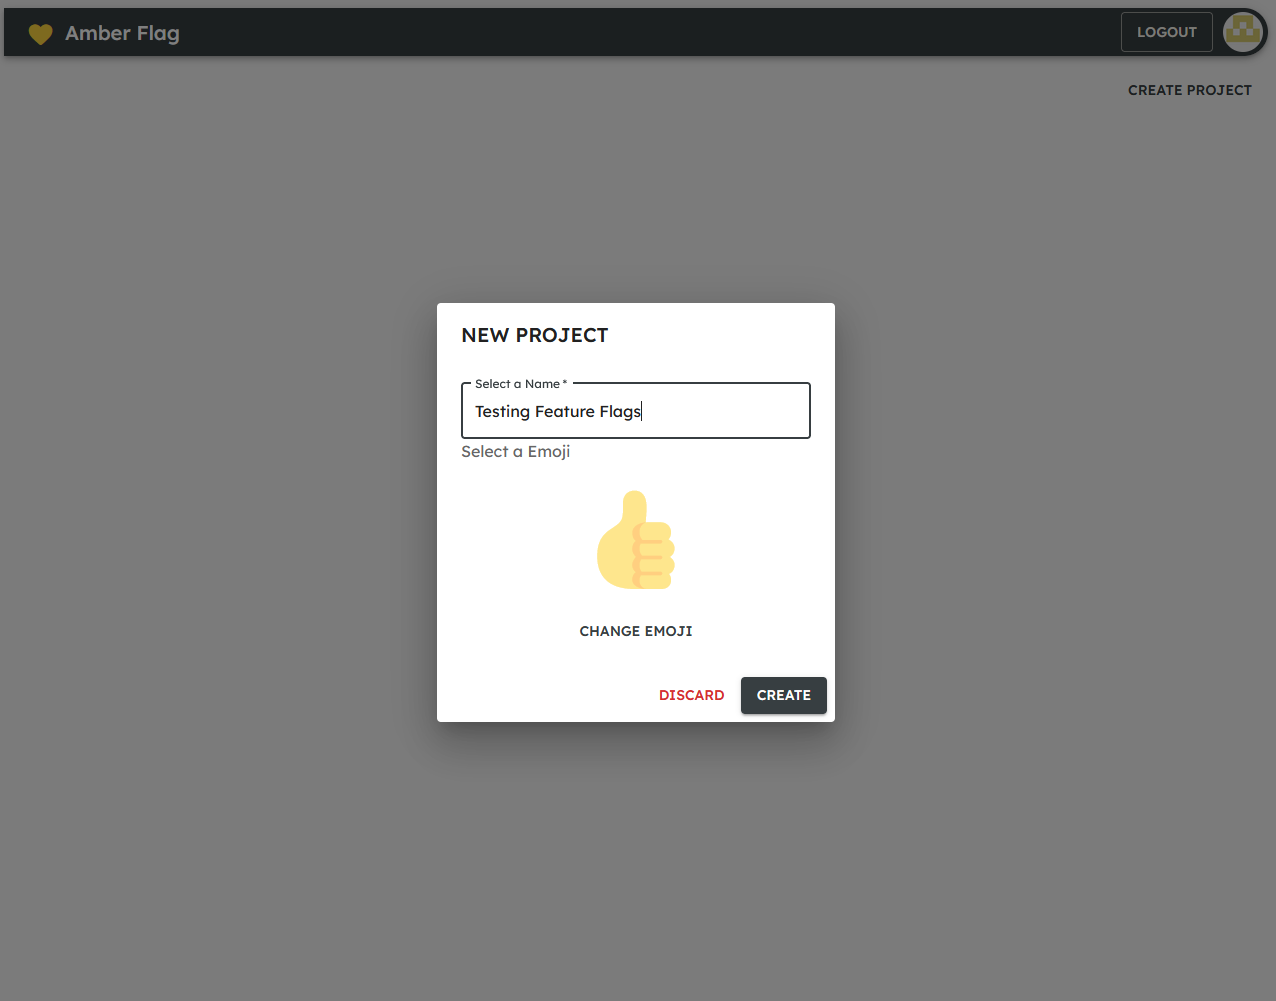 Amber Flag
LOGOUT
CREATE PROJECT
NEW PROJECT
Select a Name *
Testing Feature Flags
Select a Emoji
CHANGE EMOJI
DISCARD
CREATE